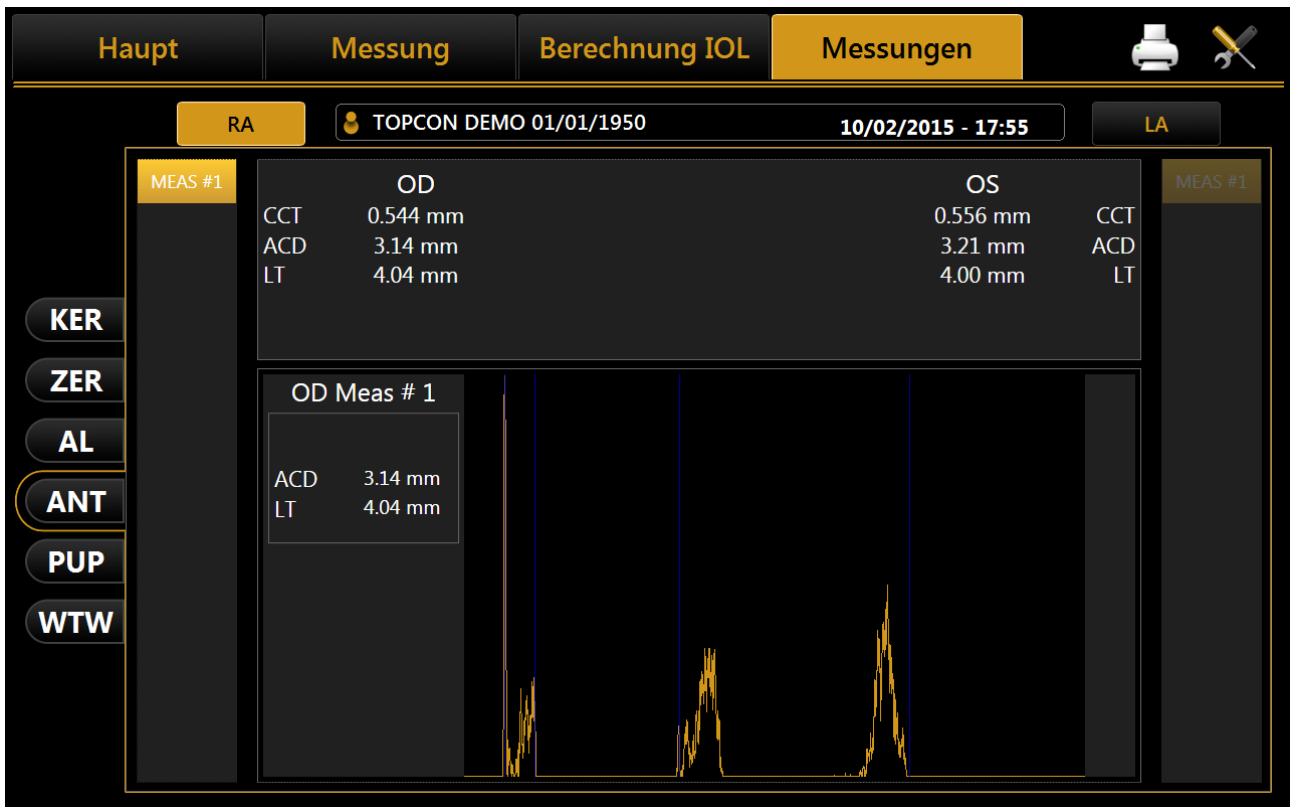 Haupt Messung Berechnung IOL Messungen
RA TOPCON DEMO 01/01/1950 10/02/2015 - 17:55 LA
MEAS #1 OD OS MEAS #1
CCT 0.544 mm 0.556 mm CCT
ACD 3.14 mm 3.21 mm ACD
LT 4.04 mm 4.00 mm LT
KER
ZER
AL
ANT
PUP
WTW
OD Meas # 1
ACD 3.14 mm
LT 4.04 mm